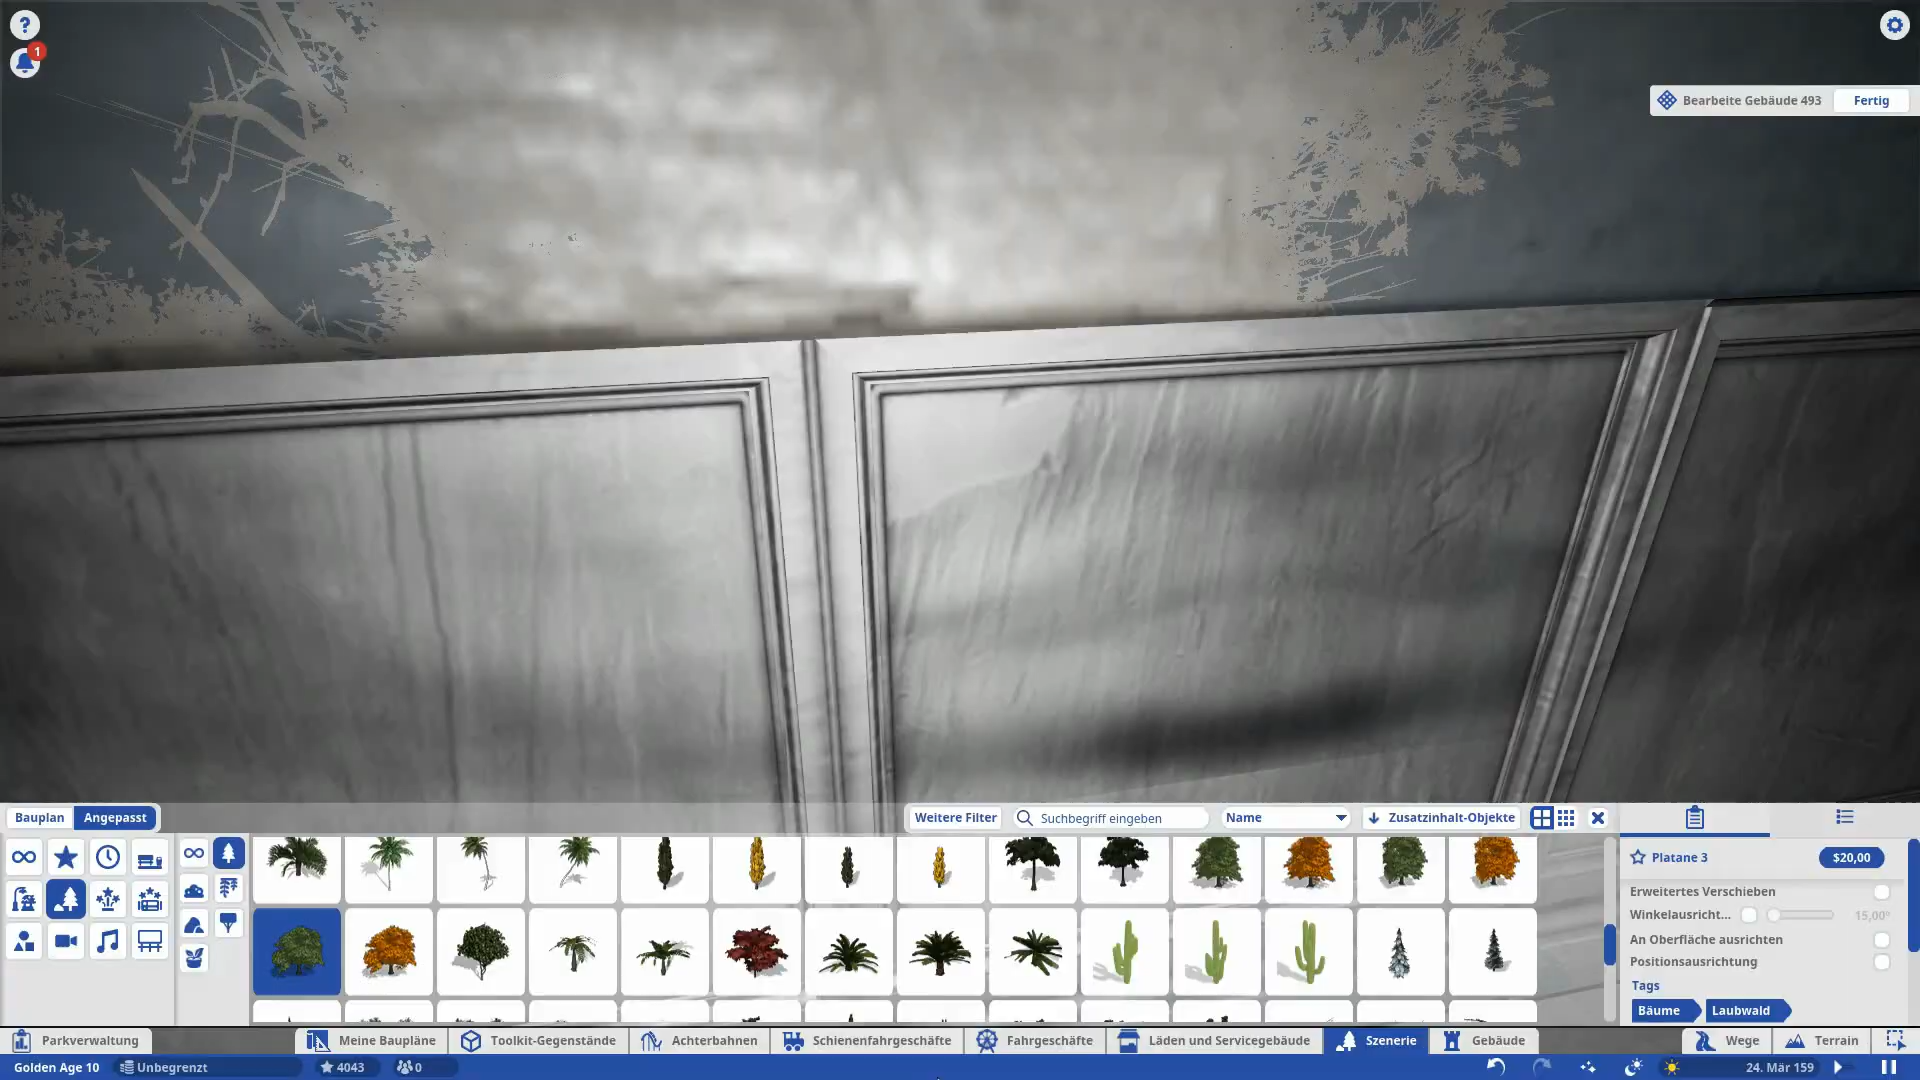 ?
1
Bearbeite Gebäude 493
Fertig
Bauplan
Angepasst
Weitere Filter
Suchbegriff eingeben
Name
Zusatzinhalt-Objekte
Platane 3
$20,00
Erweitertes Verschieben
Winkelausricht...
15,00°
An Oberfläche ausrichten
Positionsausrichtung
Tags
Bäume
Laubwald
Parkverwaltung
Meine Baupläne
Toolkit-Gegenstände
Achterbahnen
Schienenfahrgeschäfte
Fahrgeschäfte
Läden und Servicegebäude
Szenerie
Gebäude
Wege
Terrain
Golden Age 10
Unbegrenzt
4043
0
24. Mär 159